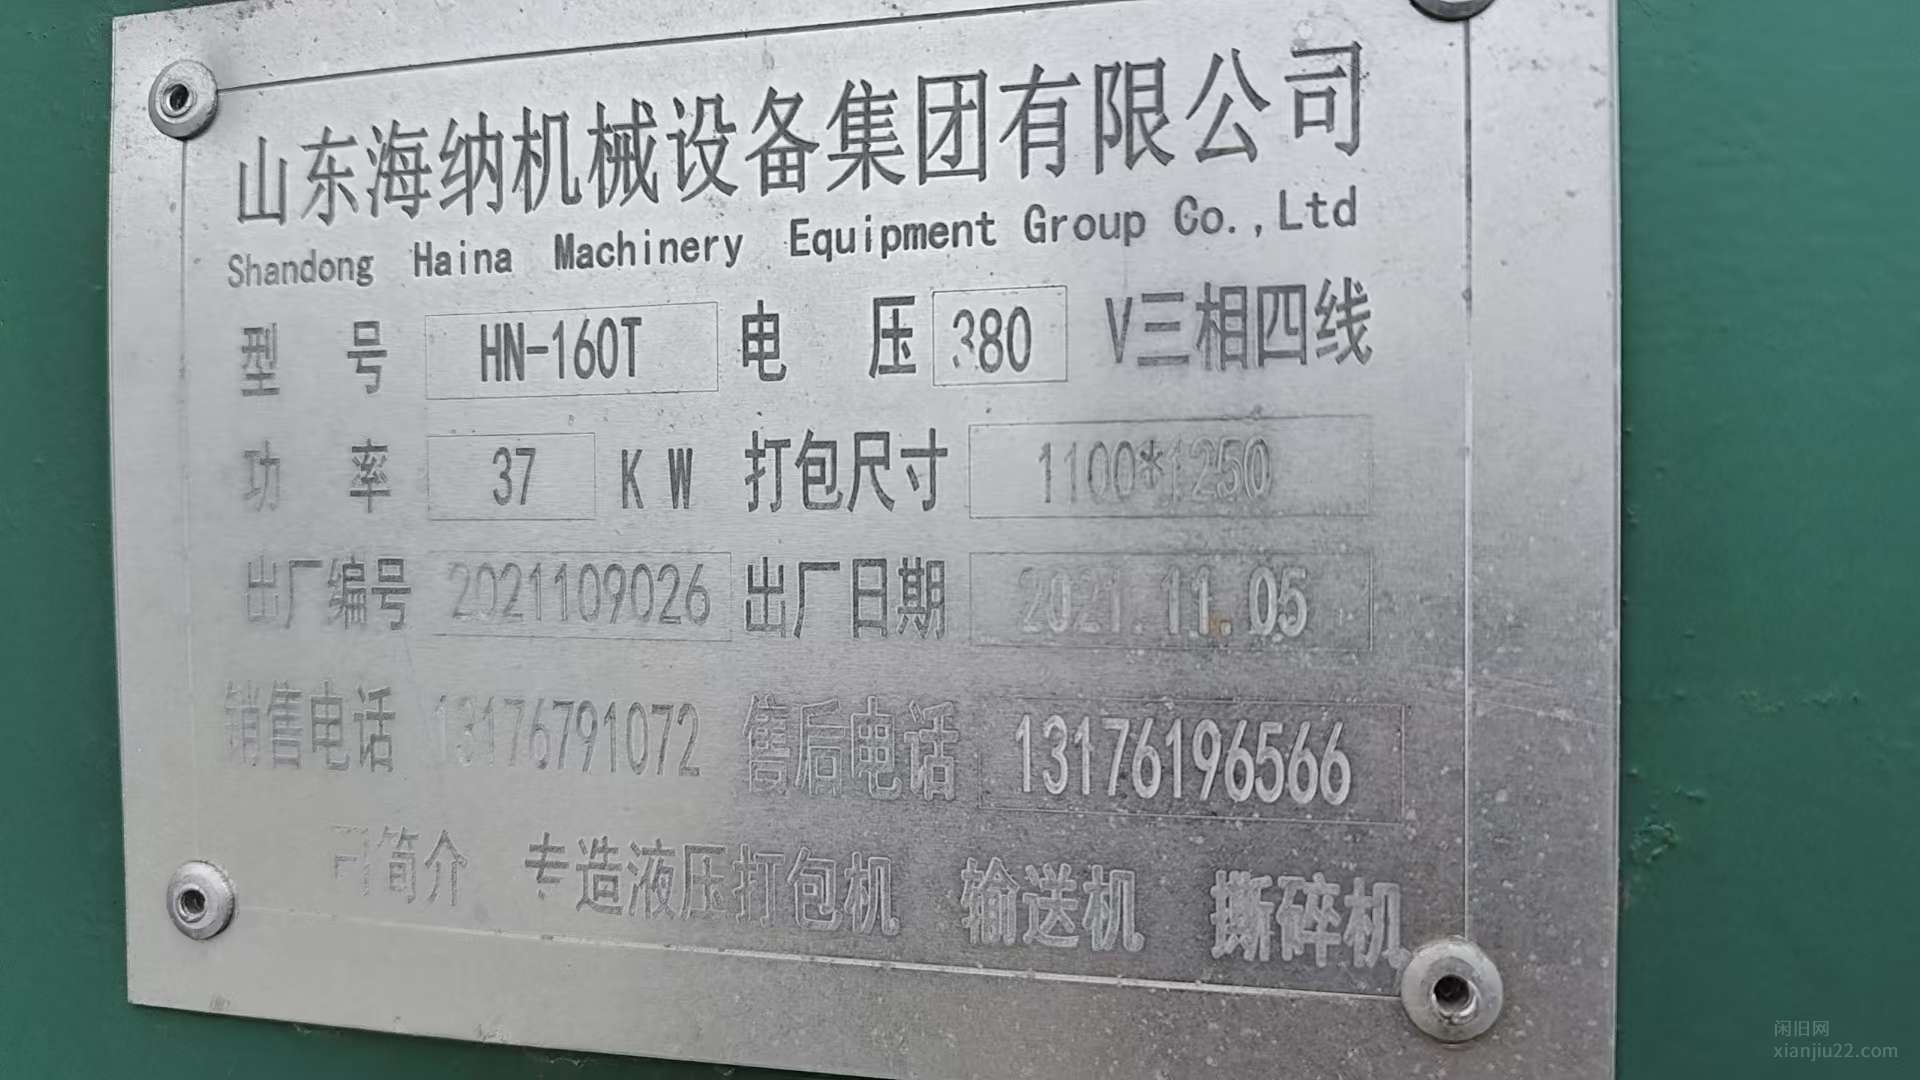 山东海纳机械设备集团有限公司
Shandong Haina Machinery Equipment Group Co.,Ltd
型号 HN-160T 电压 380 V三相四线
功率 37 KW 打包尺寸 1100*1250
出厂编号 2021109026 出厂日期 2021.11.05
销售电话 13176791072 售后电话 13176196566
简介 专造液压打包机 输送机 撕碎机
闲旧网
xianjiu22.com